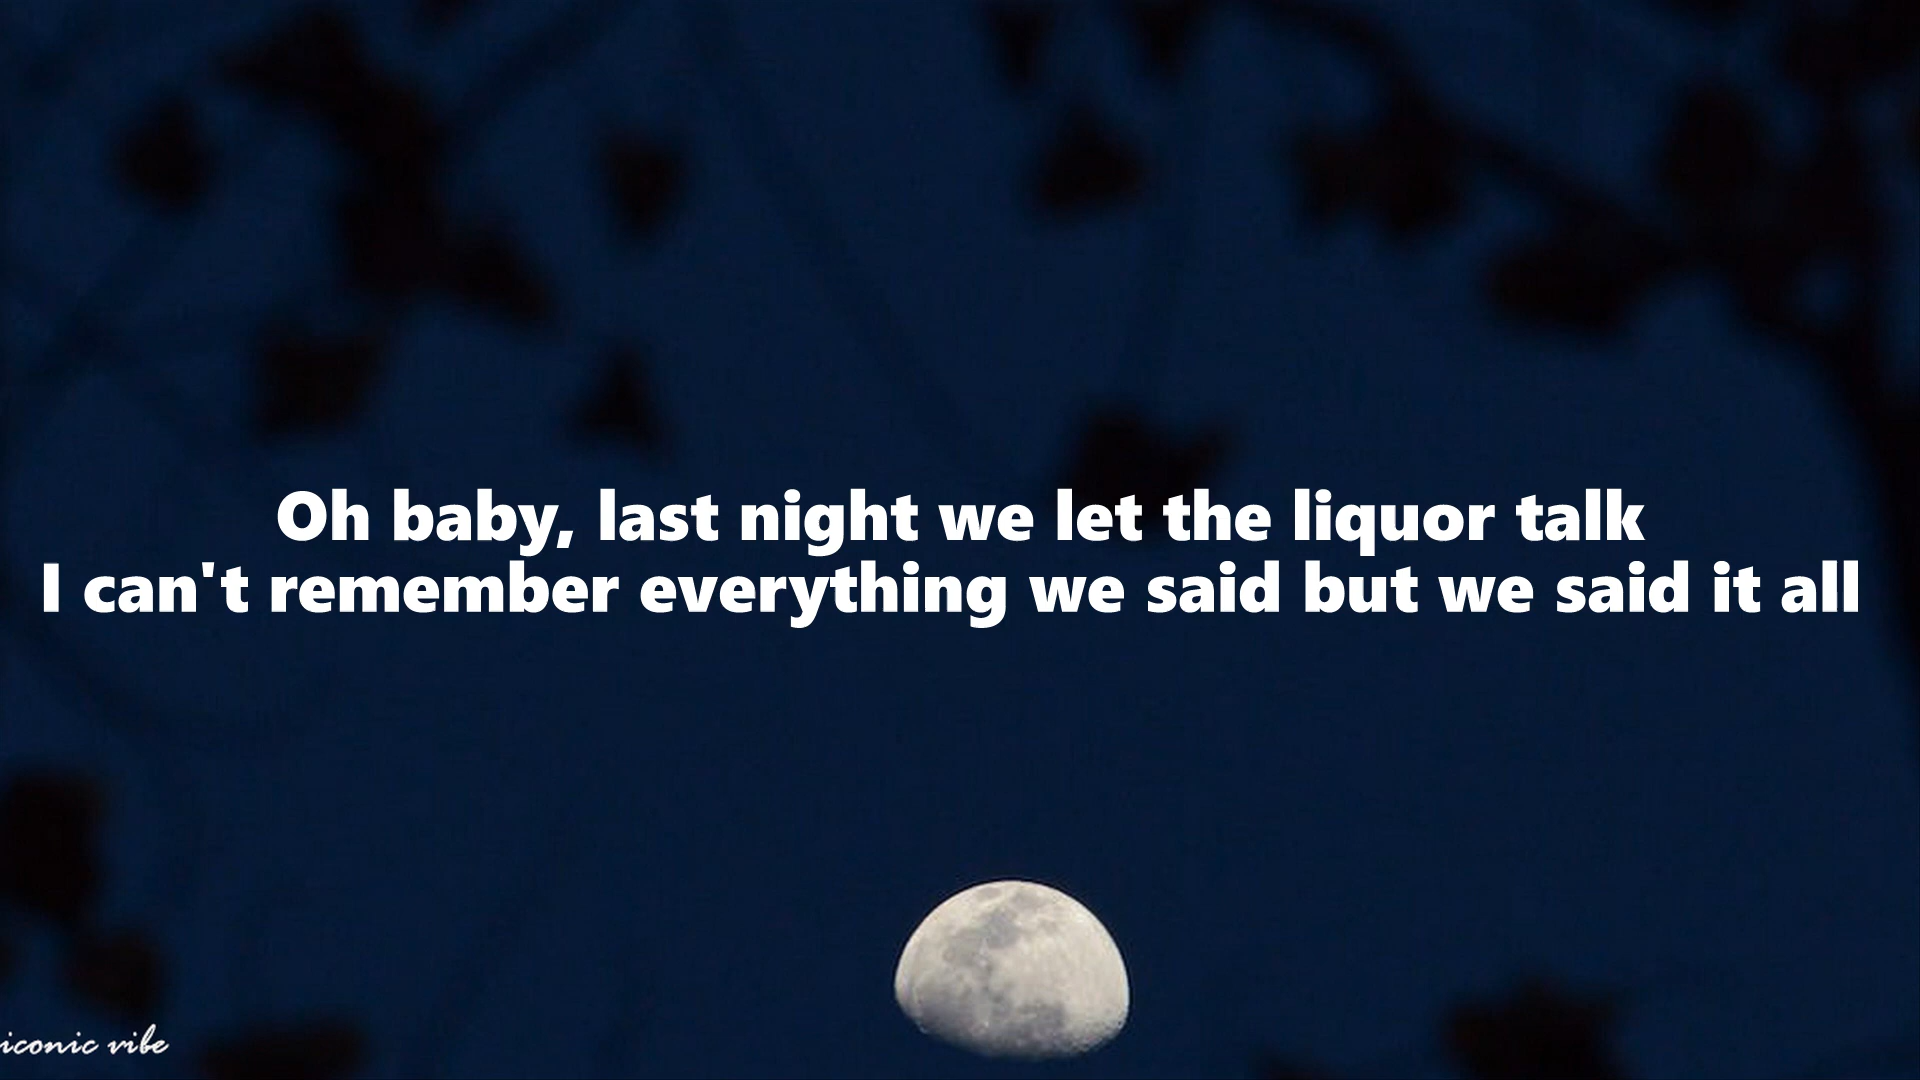 Oh baby, last night we let the liquor talk
I can't remember everything we said but we said it all
iconic vibe